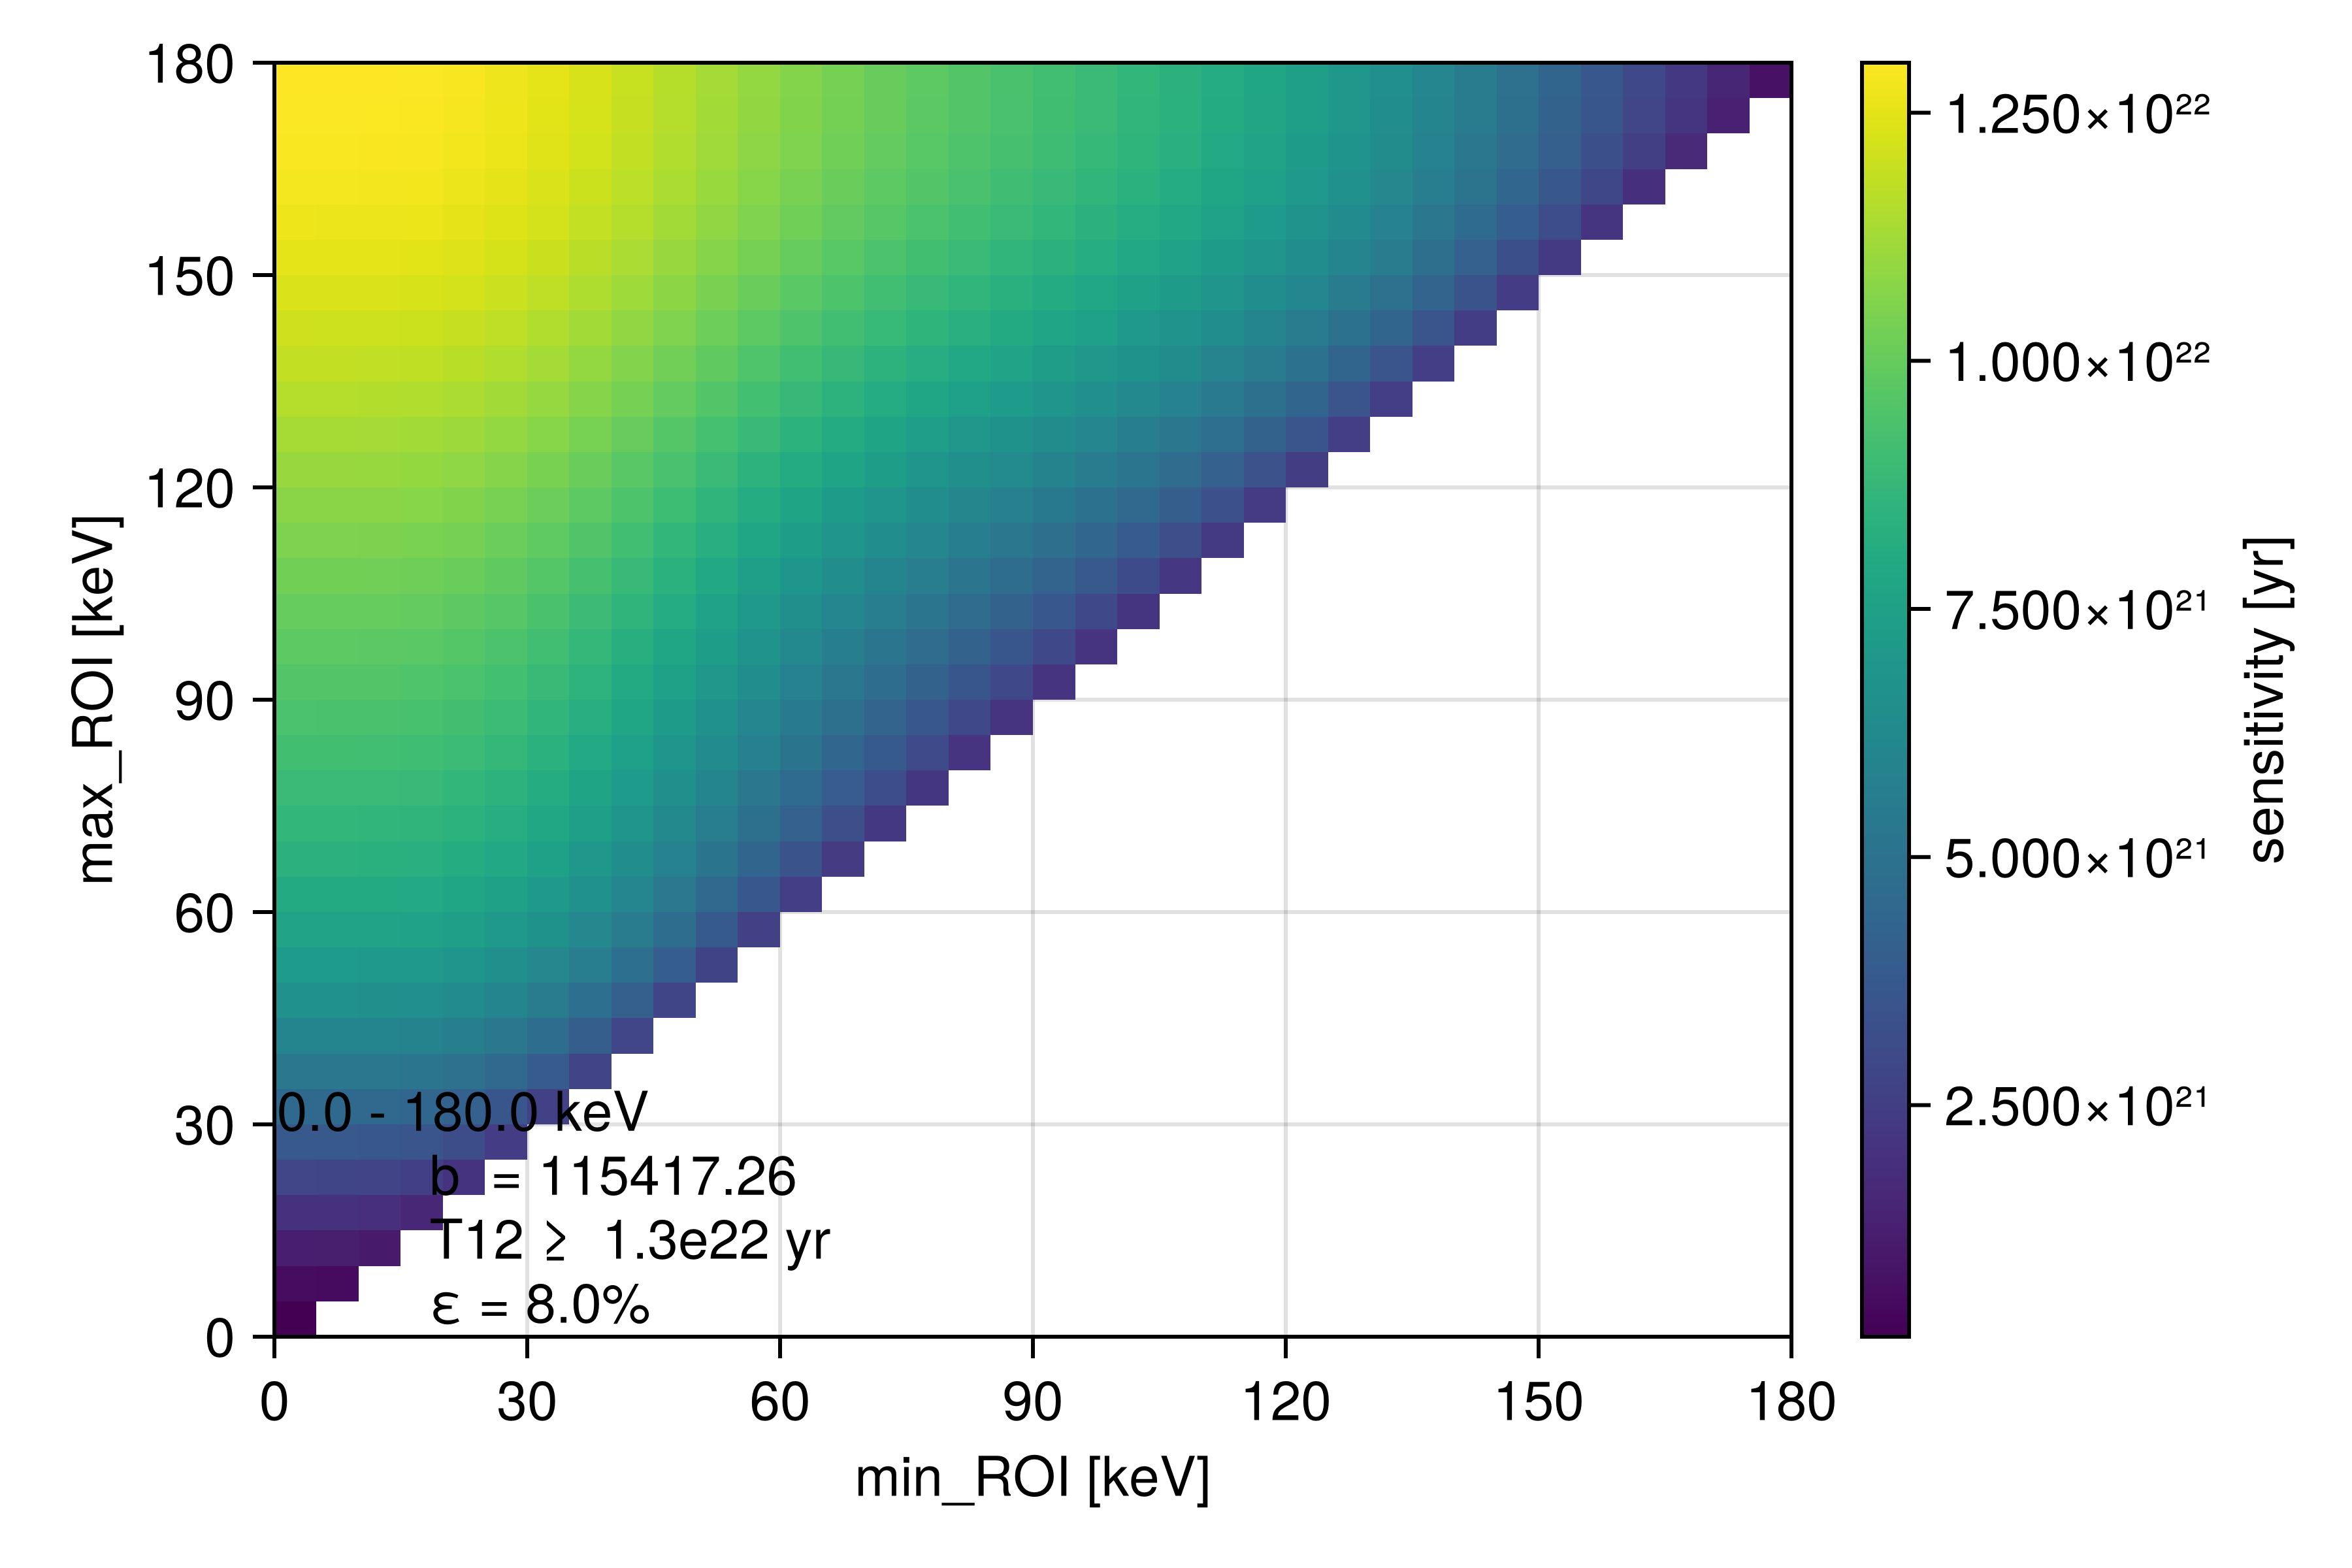 180
150
120
90
60
30
0
max_ROI [keV]
0.0 - 180.0 keV
b = 115417.26
T12 ≥ 1.3e22 yr
ε = 8.0%
0 30 60 90 120 150 180
min_ROI [keV]
1.250×10²²
1.000×10²²
7.500×10²¹
5.000×10²¹
2.500×10²¹
sensitivity [yr]